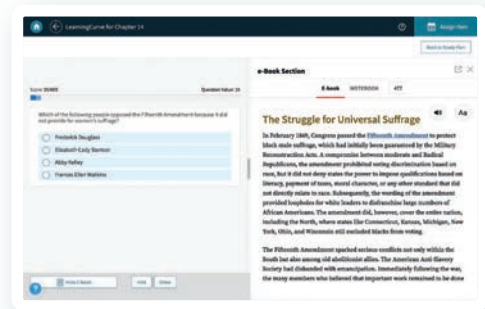 LearningCurve for Chapter 14
Assign Item
Back to Study Plan
Question Value: 10
Which of the following people opposed the Fifteenth Amendment because it did
not provide for women's suffrage?
Frederick Douglass
Elizabeth Cady Stanton
Abby Kelley
Frances Ellen Watkins
Hint
Show
e-Book Section
E-book NOTEBOOK
The Struggle for Universal Suffrage
Aa
In February 1869, Congress passed the Fifteenth Amendment to protect
black male suffrage, which had initially been guaranteed by the Military
Reconstruction Acts. A compromise between moderate and Radical
Republicans, the amendment prohibited voting discrimination based on
race, but it did not deny states the power to impose qualifications based on
literacy, payment of taxes, moral character, or any other standard that did
not directly relate to race. Subsequently, the wording of the amendment
provided loopholes for white leaders to disfranchise large numbers of
African Americans. The amendment did, however, cover the entire nation,
including the North, where states like Connecticut, Kansas, Michigan, New
York, Ohio, and Wisconsin still excluded blacks from voting.
The Fifteenth Amendment sparked serious conflicts not only within the
South but also among old abolitionist allies. The American Anti-Slavery
Society had disbanded with emancipation. Immediately following the war,
the many members who believed that important work remained to be done